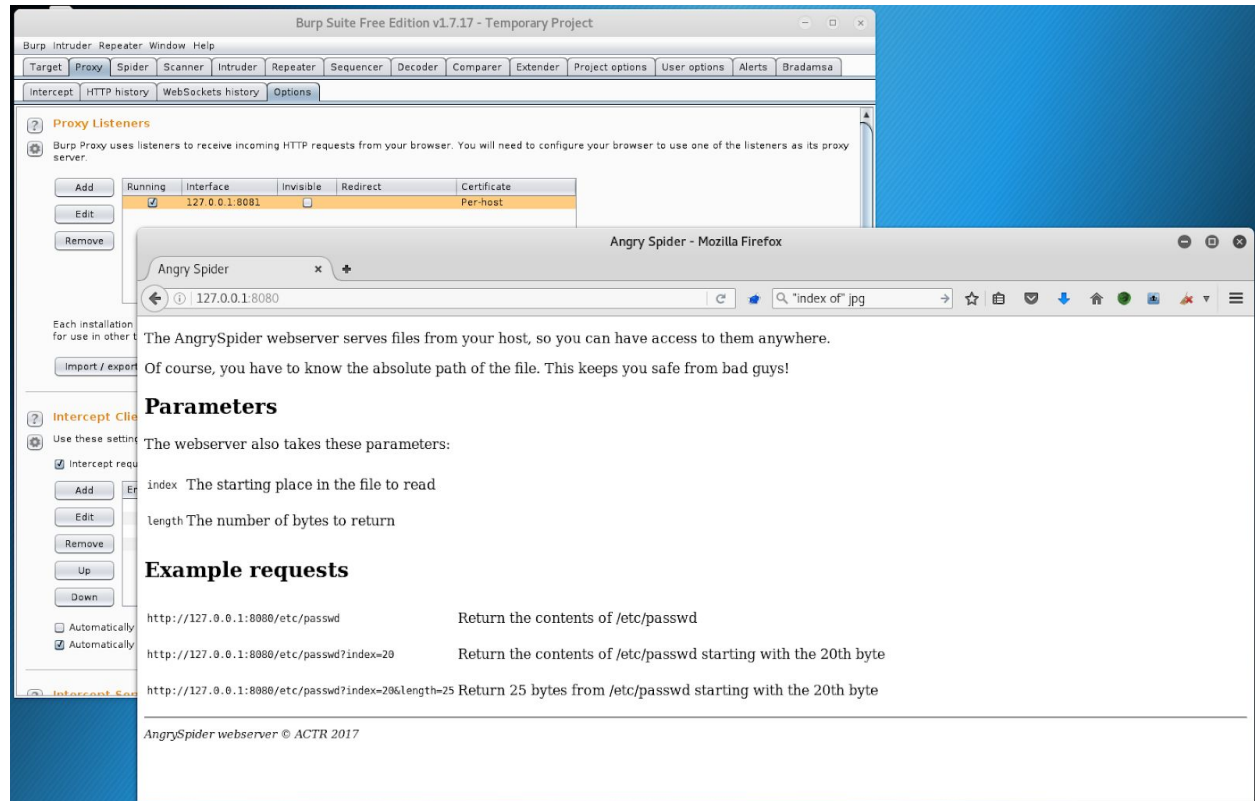 Burp Suite Free Edition v1.7.17 - Temporary Project
Burp Intruder Repeater Window Help
Target Proxy Spider Scanner Intruder Repeater Sequencer Decoder Comparer Extender Project options User options Alerts Bradamsa
Intercept HTTP history WebSockets history Options
? Proxy Listeners
Burp Proxy uses listeners to receive incoming HTTP requests from your browser. You will need to configure your browser to use one of the listeners as its proxy
server.
Add Running Interface Invisible Redirect Certificate
127.0.0.1:8081 Per-host
Edit
Remove
Angry Spider - Mozilla Firefox
Angry Spider
127.0.0.1:8080 "index of" jpg
Each installation
for use in other
Import / export
The AngrySpider webserver serves files from your host, so you can have access to them anywhere.
Of course, you have to know the absolute path of the file. This keeps you safe from bad guys!
Parameters
? Intercept Clie
Use these setting
The webserver also takes these parameters:
Intercept requ
Add En
index The starting place in the file to read
Edit
length The number of bytes to return
Remove
Up
Down
Example requests
http://127.0.0.1:8080/etc/passwd Return the contents of /etc/passwd
Automatically
Automatically
http://127.0.0.1:8080/etc/passwd?index=20 Return the contents of /etc/passwd starting with the 20th byte
http://127.0.0.1:8080/etc/passwd?index=20&length=25 Return 25 bytes from /etc/passwd starting with the 20th byte
AngrySpider webserver © ACTR 2017